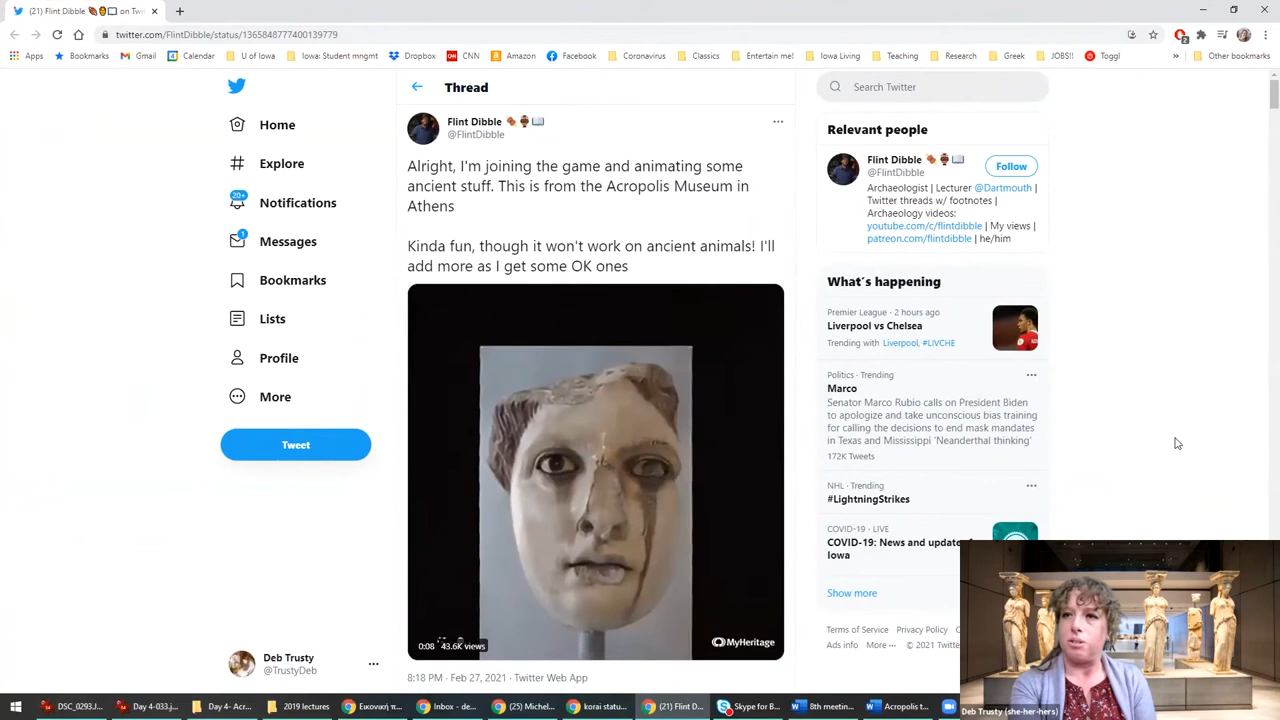 (21) Flint Dibble on Twit
twitter.com/FlintDibble/status/1365848777400139779
Apps
Bookmarks
Gmail
Calendar
U of Iowa
Iowa: Student mngmt
Dropbox
CNN
Amazon
Facebook
Coronavirus
Classics
Entertain me!
Iowa Living
Teaching
Research
Greek
JOBS!!
Toggl
»
Other bookmarks
Home
Explore
20+
Notifications
1
Messages
Bookmarks
Lists
Profile
More
Tweet
Deb Trusty
@TrustyDeb
Thread
Flint Dibble
@FlintDibble
Alright, I'm joining the game and animating some
ancient stuff. This is from the Acropolis Museum in
Athens
Kinda fun, though it won't work on ancient animals! I'll
add more as I get some OK ones
0:08 43.6K views
MyHeritage
8:18 PM · Feb 27, 2021 · Twitter Web App
Search Twitter
Relevant people
Flint Dibble
@FlintDibble
Follow
Archaeologist | Lecturer @Dartmouth |
Twitter threads w/ footnotes |
Archaeology videos:
youtube.com/c/flintdibble | My views |
patreon.com/flintdibble | he/him
What's happening
Premier League · 2 hours ago
Liverpool vs Chelsea
Trending with Liverpool, #LIVCHE
Politics · Trending
Marco
Senator Marco Rubio calls on President Biden
to apologize and take unconscious bias training
for calling the decisions to end mask mandates
in Texas and Mississippi 'Neanderthal thinking'
172K Tweets
NHL · Trending
#LightningStrikes
COVID-19 · LIVE
COVID-19: News and update
Iowa
Show more
Terms of Service Privacy Policy
Ad info More ··· © 2021 Twitte
Deb Trusty (she-her-hers)
DSC_0293.J...
Day 4-033.j...
Day 4- Acr...
2019 lectures
Εικονική π...
Inbox - de...
(25) Michel...
korai statu...
(21) Flint D...
Skype for B...
8th meetin...
Acropolis t...